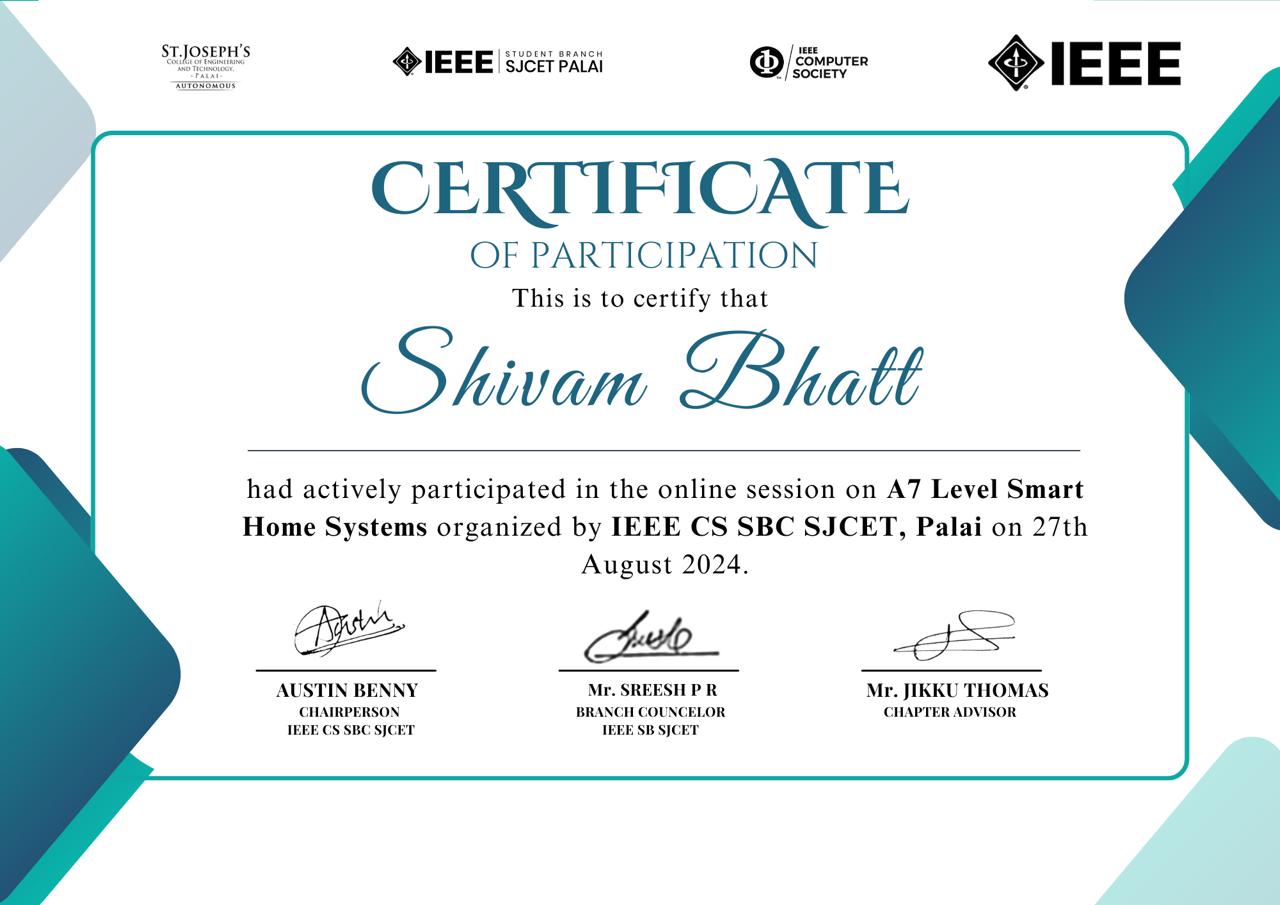 ST.JOSEPH'S
COLLEGE OF ENGINEERING
AND TECHNOLOGY,
- PALAI -
AUTONOMOUS
IEEE
STUDENT BRANCH
SJCET PALAI
IEEE
COMPUTER
SOCIETY
IEEE
CERTIFICATE
OF PARTICIPATION
This is to certify that
Shivam Bhatt
had actively participated in the online session on A7 Level Smart
Home Systems organized by IEEE CS SBC SJCET, Palai on 27th
August 2024.
AUSTIN BENNY
CHAIRPERSON
IEEE CS SBC SJCET
Mr. SREESH P R
BRANCH COUNCELOR
IEEE SB SJCET
Mr. JIKKU THOMAS
CHAPTER ADVISOR